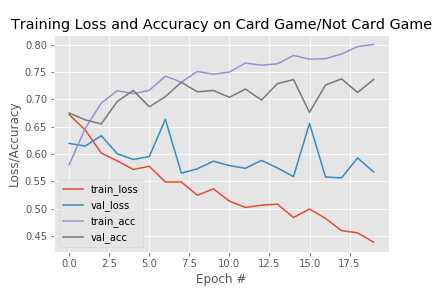 Training Loss and Accuracy on Card Game/Not Card Game
0.80
0.75
0.70
0.65
0.60
0.55
0.50
0.45
Loss/Accuracy
train_loss
val_loss
train_acc
val_acc
0.0 2.5 5.0 7.5 10.0 12.5 15.0 17.5
Epoch #